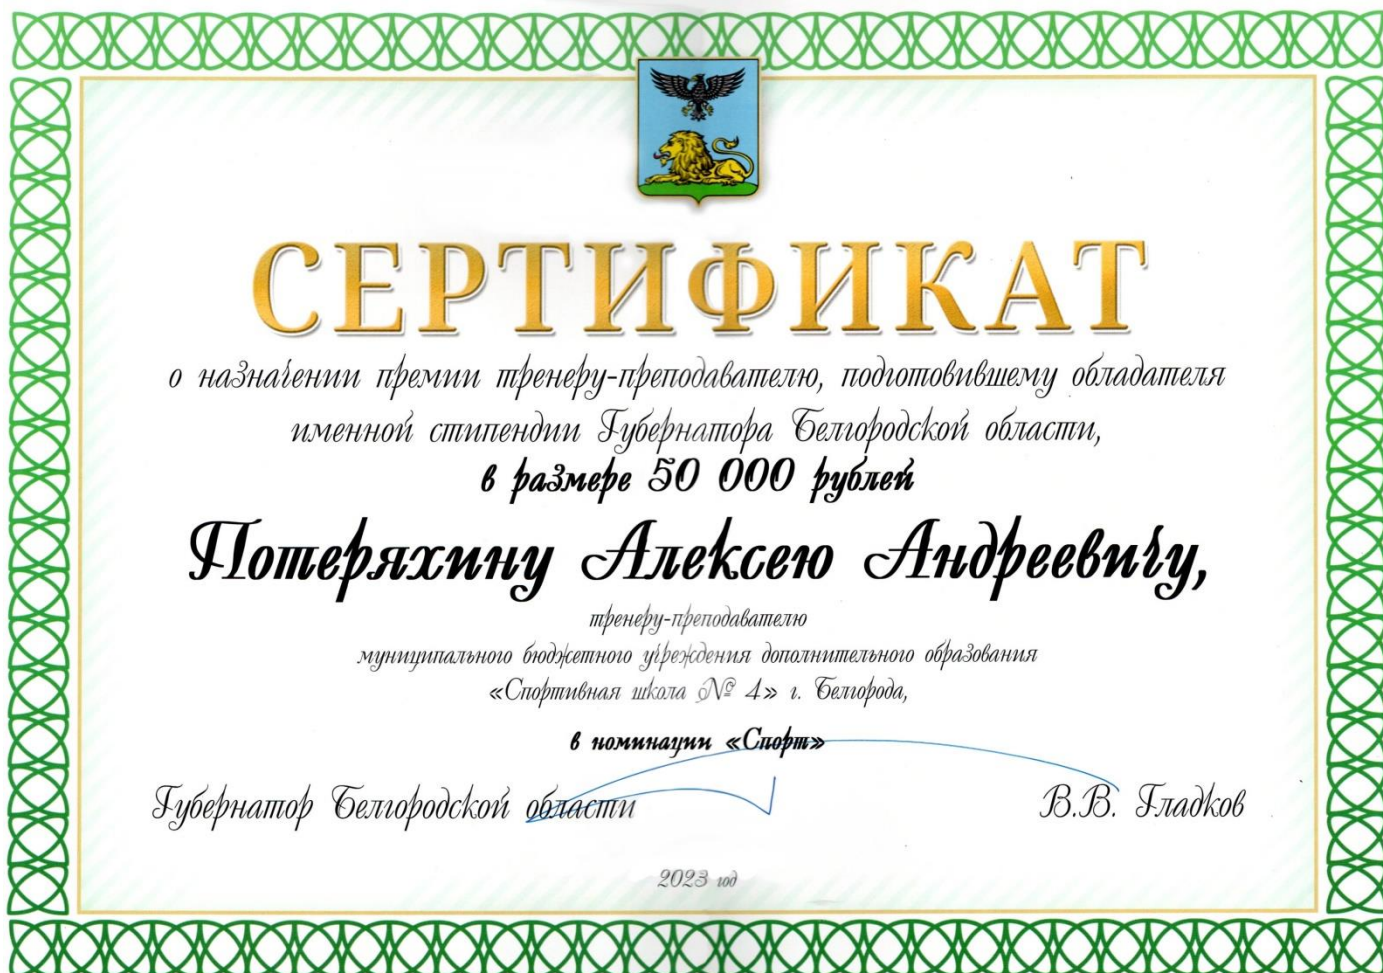 СЕРТИФИКАТ
о назначении премии тренеру-преподавателю, подготовившему обладателя
именной стипендии Губернатора Белгородской области,
в размере 50 000 рублей
Потеряхину Алексею Андреевичу,
тренеру-преподавателю
муниципального бюджетного учреждения дополнительного образования
«Спортивная школа № 4» г. Белгорода,
в номинации «Спорт»
Губернатор Белгородской области В.В. Гладков
2023 год